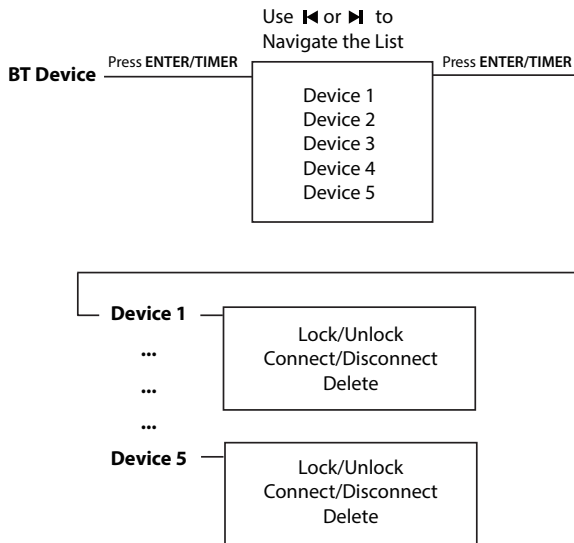 Use ⏮ or ⏭ to
Navigate the List
BT Device
Press ENTER/TIMER
Press ENTER/TIMER
Device 1
Device 2
Device 3
Device 4
Device 5
Device 1
Lock/Unlock
Connect/Disconnect
Delete
...
...
...
Device 5
Lock/Unlock
Connect/Disconnect
Delete